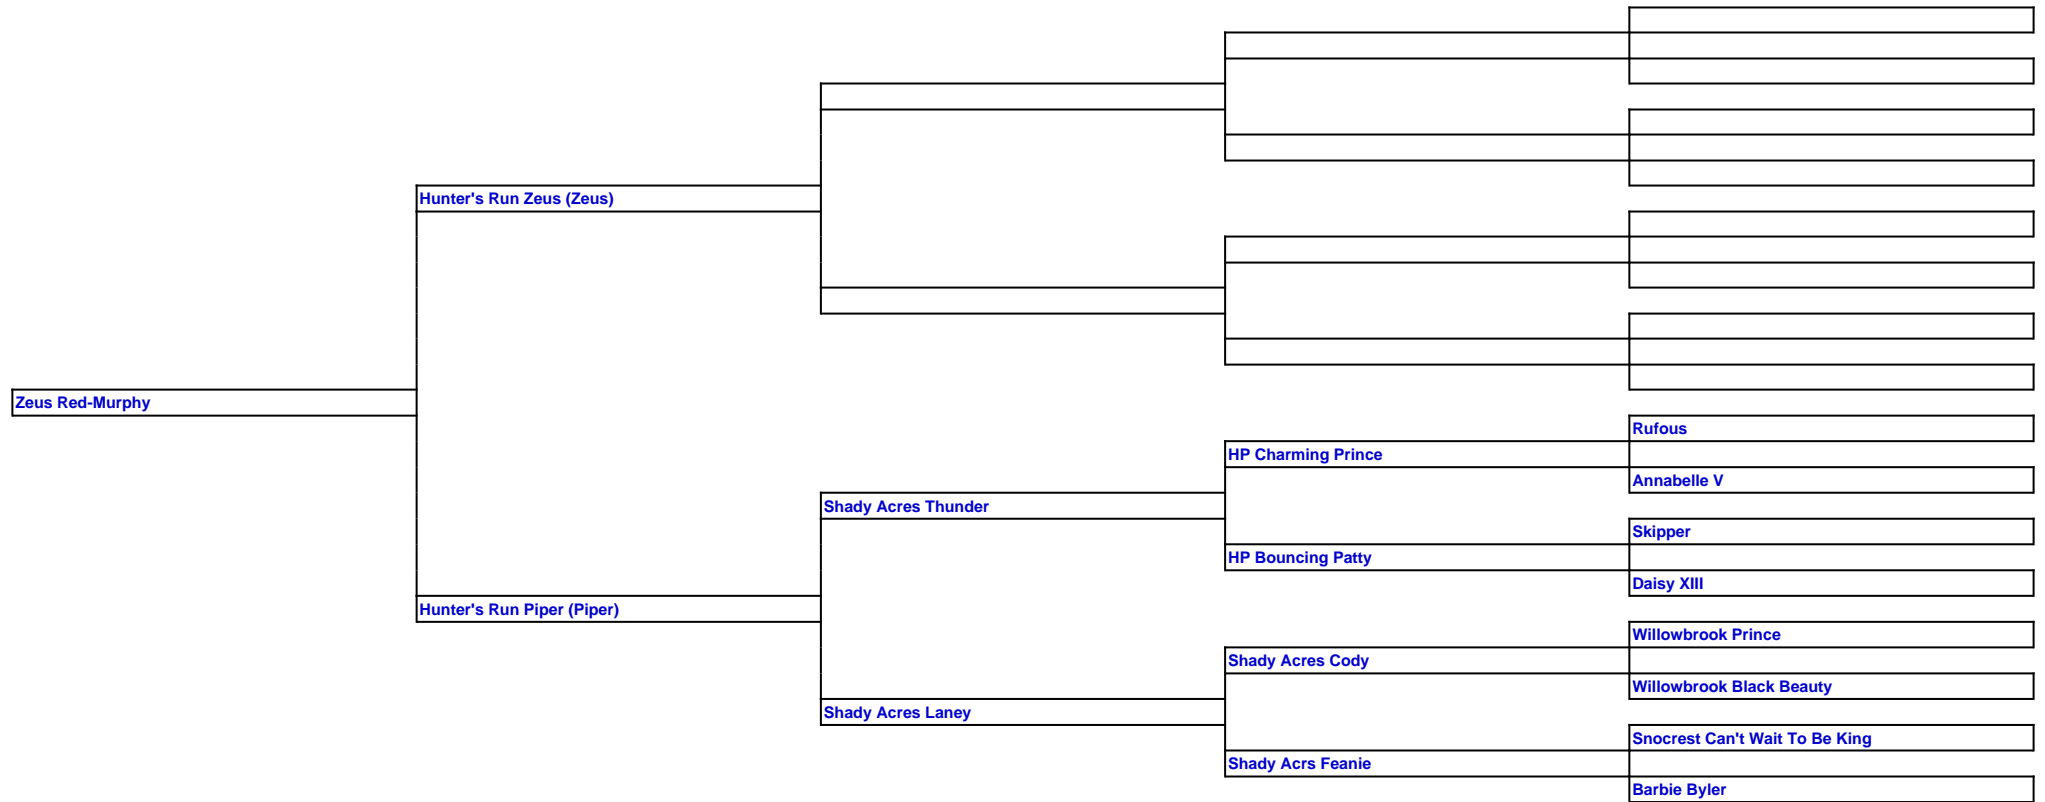 Hunter's Run Zeus (Zeus)
Zeus Red-Murphy
Rufous
HP Charming Prince
Annabelle V
Shady Acres Thunder
Skipper
HP Bouncing Patty
Daisy XIII
Hunter's Run Piper (Piper)
Willowbrook Prince
Shady Acres Cody
Willowbrook Black Beauty
Shady Acres Laney
Snocrest Can't Wait To Be King
Shady Acrs Feanie
Barbie Byler